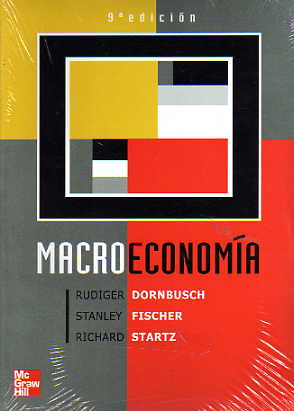 9ª edición
MACROECONOMÍA
RUDIGER DORNBUSCH
STANLEY FISCHER
RICHARD STARTZ
Mc
Graw
Hill